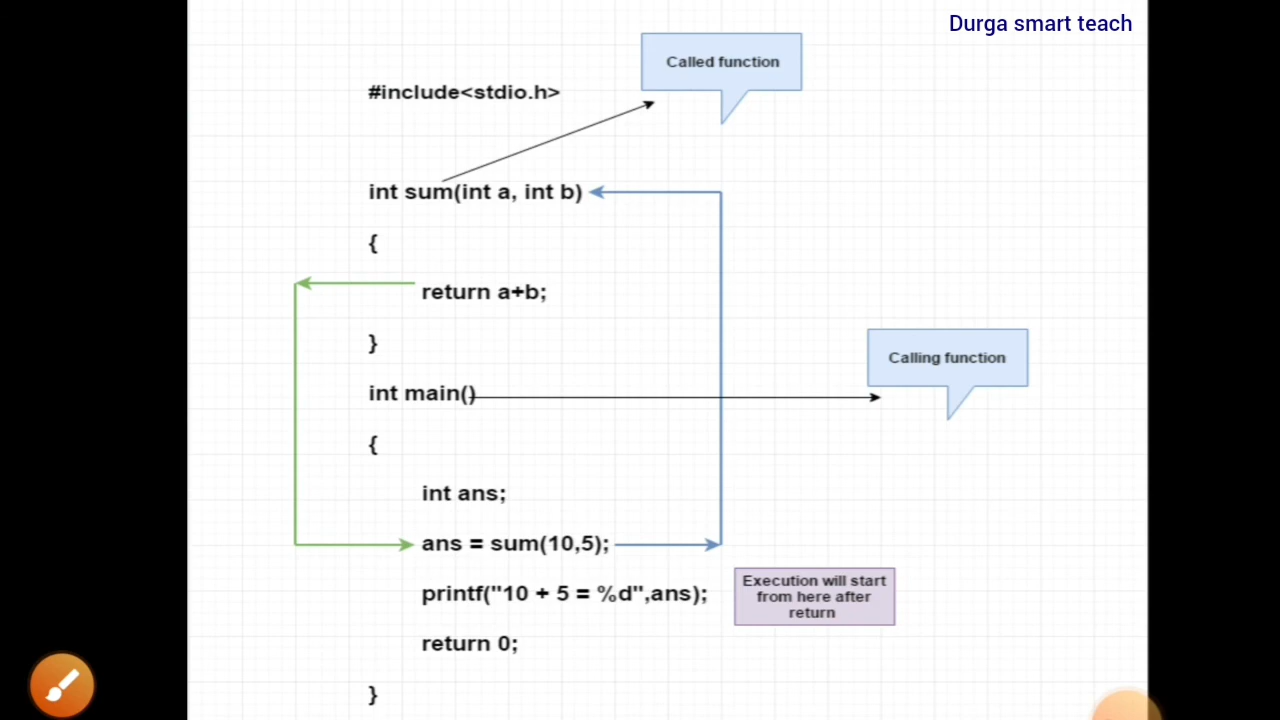 Durga smart teach
Called function
#include<stdio.h>
int sum(int a, int b)
{
return a+b;
}
Calling function
int main()
{
int ans;
ans = sum(10,5);
printf("10 + 5 = %d",ans);
Execution will start
from here after
return
return 0;
}